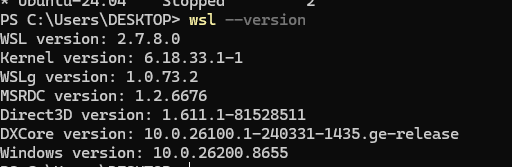 * Ubuntu-24.04    Stopped         2
PS C:\Users\DESKTOP> wsl --version
WSL version: 2.7.8.0
Kernel version: 6.18.33.1-1
WSLg version: 1.0.73.2
MSRDC version: 1.2.6676
Direct3D version: 1.611.1-81528511
DXCore version: 10.0.26100.1-240331-1435.ge-release
Windows version: 10.0.26200.8655